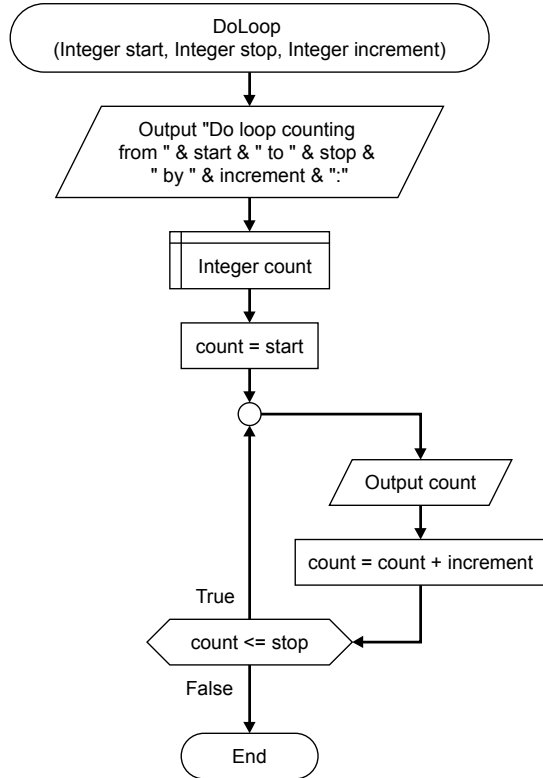 DoLoop
(Integer start, Integer stop, Integer increment)
Output "Do loop counting
from " & start & " to " & stop &
" by " & increment & ":"
Integer count
count = start
Output count
count = count + increment
True
count <= stop
False
End